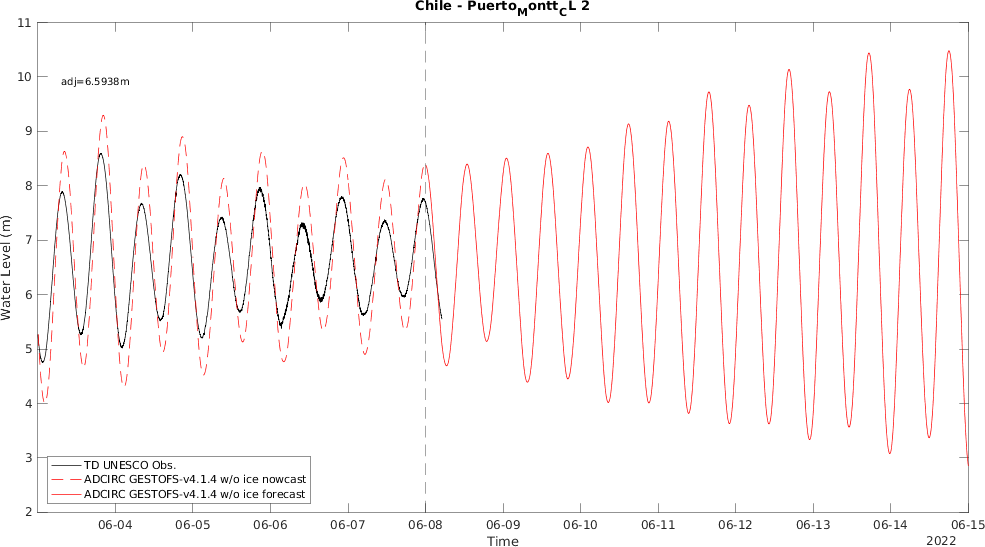 Chile - PuertoMonttCL 2
11
10
9
8
7
6
5
4
3
2
Water Level (m)
adj=6.5938m
TD UNESCO Obs.
ADCIRC GESTOFS-v4.1.4 w/o ice nowcast
ADCIRC GESTOFS-v4.1.4 w/o ice forecast
06-04 06-05 06-06 06-07 06-08 06-09 06-10 06-11 06-12 06-13 06-14 06-15
Time
2022